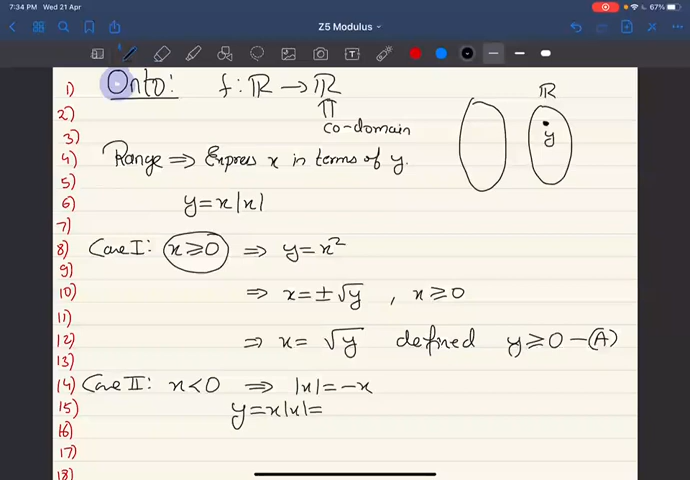 7:34 PM Wed 21 Apr
67%
Z5 Modulus
1) Onto: f: ℝ → ℝ
ℝ
2) ⇑
3) co-domain
y
4) Range ⇒ Express x in terms of y.
5)
6) y = x|x|
7)
8) Case I: x ≥ 0 ⇒ y = x²
9)
10) ⇒ x = ±√y , x ≥ 0
11)
12) ⇒ x = √y defined y ≥ 0 – (A)
13)
14) Case II: x < 0 ⇒ |x| = -x
15) y = x|x| =
16)
17)
18)